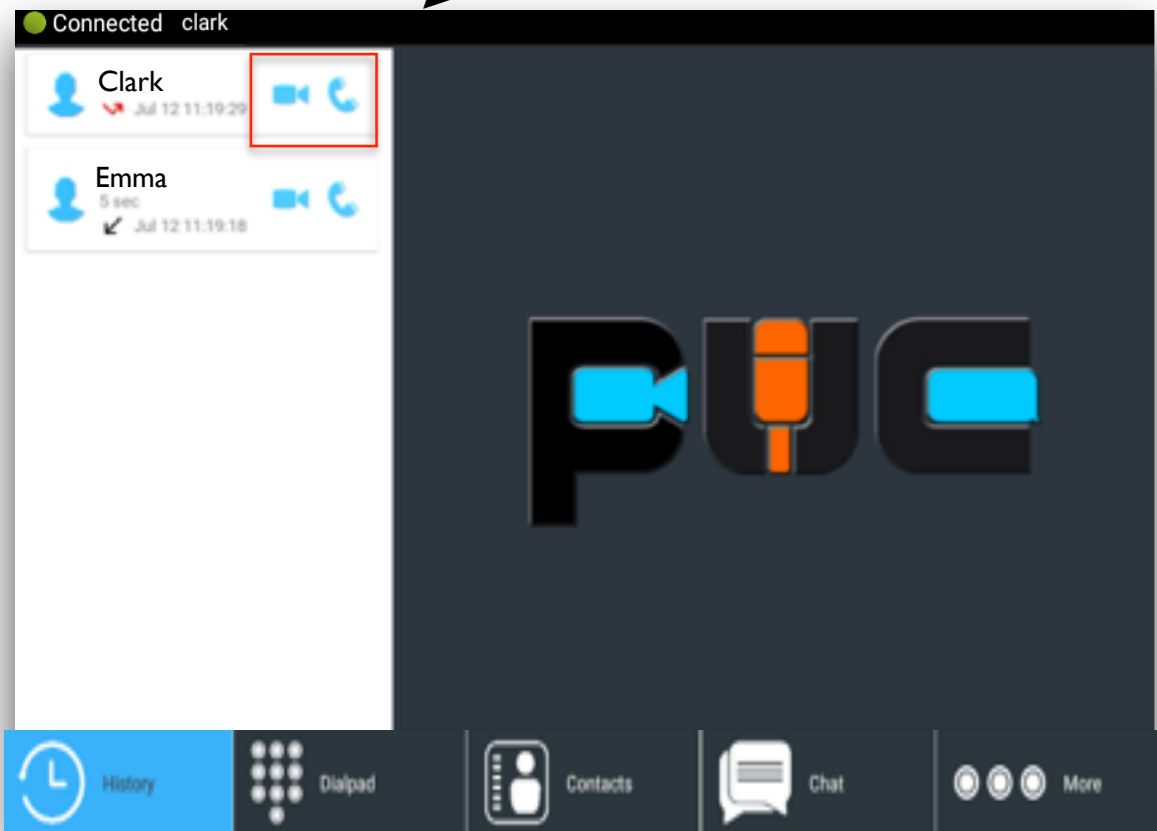 Connected clark
Clark
Jul 12 11:19:29
Emma
5 sec
Jul 12 11:19:18
puc
History
Dialpad
Contacts
Chat
More